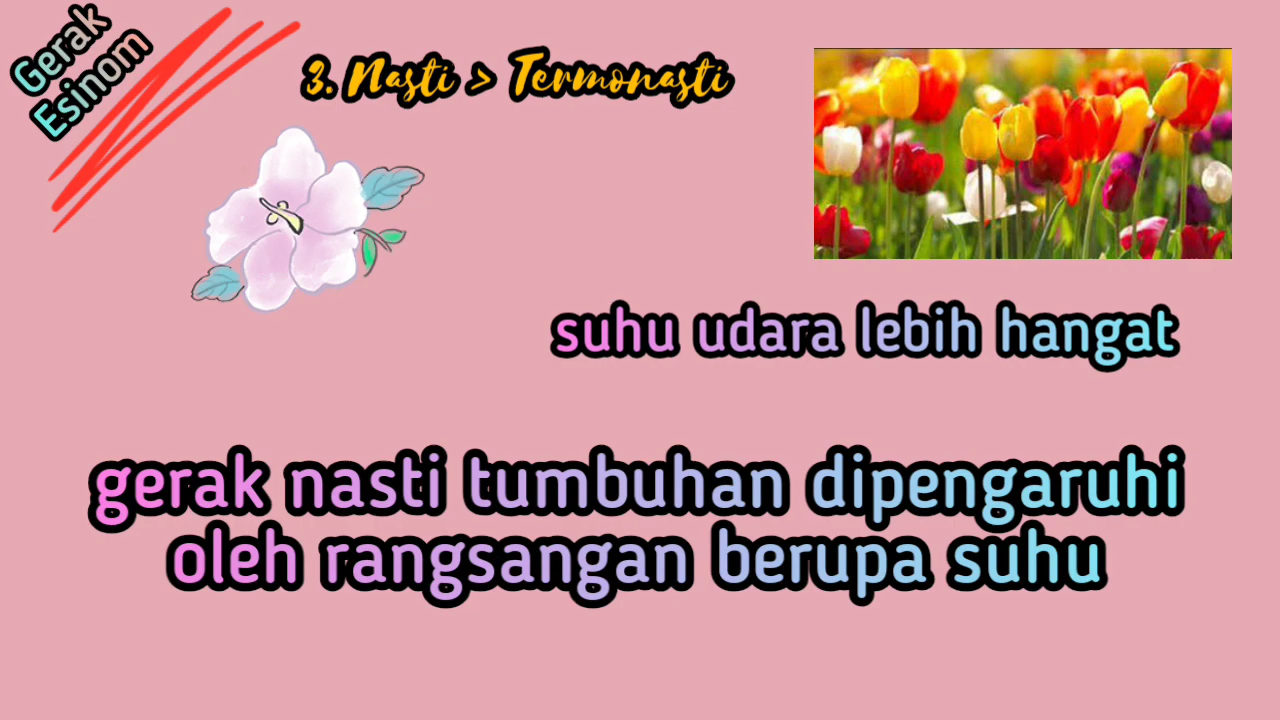 Gerak
Esinom
3. Nasti > Termonasti
suhu udara lebih hangat
gerak nasti tumbuhan dipengaruhi
oleh rangsangan berupa suhu